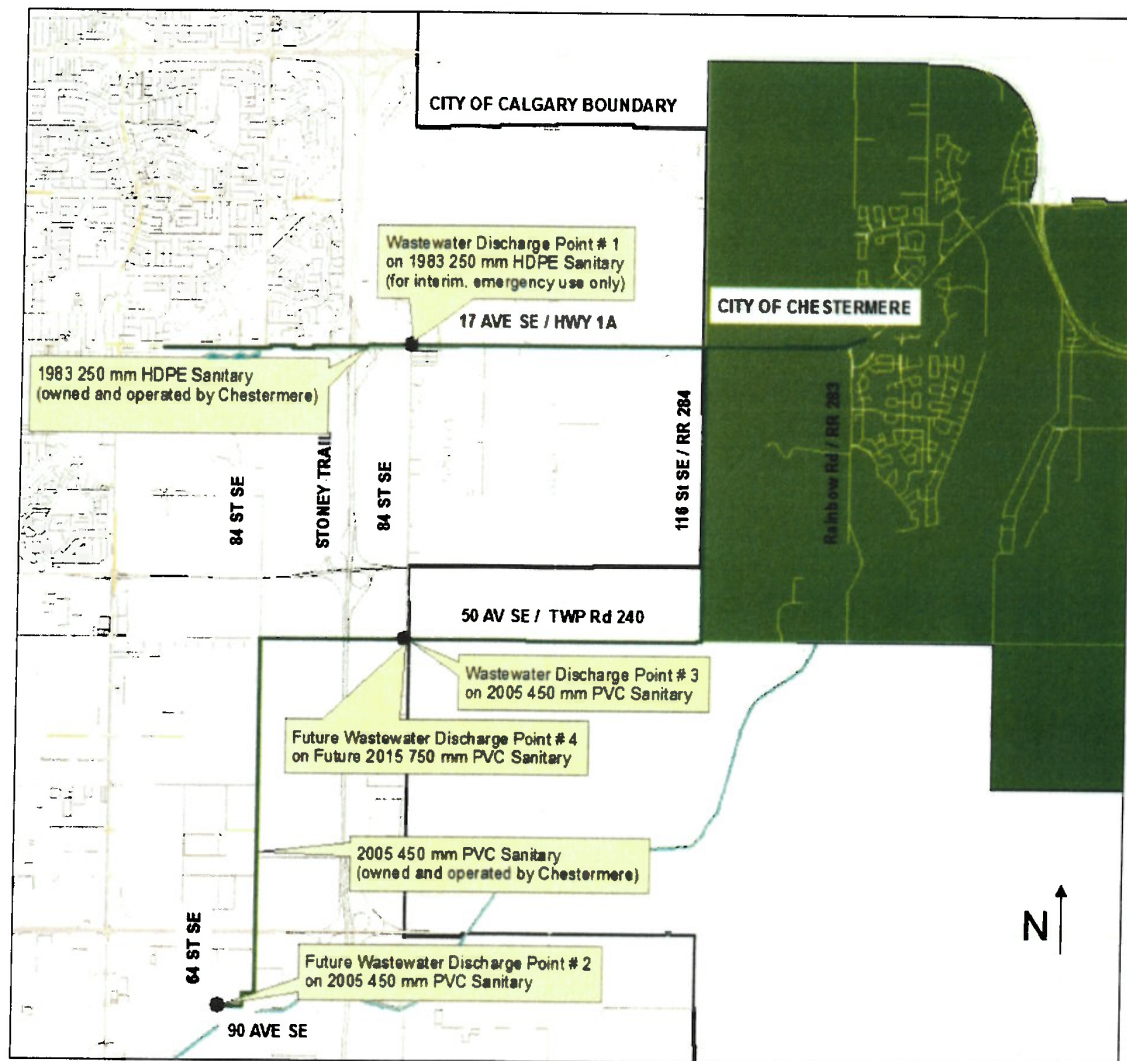 CITY OF CALGARY BOUNDARY
Wastewater Discharge Point # 1
on 1983 250 mm HDPE Sanitary
(for interim, emergency use only)
17 AVE SE / HWY 1A
CITY OF CHESTERMERE
1983 250 mm HDPE Sanitary
(owned and operated by Chestermere)
84 ST SE
STONEY TRAIL
84 ST SE
116 St SE / RR 284
Rainbow Rd / RR 283
50 AV SE / TWP Rd 240
Wastewater Discharge Point # 3
on 2005 450 mm PVC Sanitary
Future Wastewater Discharge Point # 4
on Future 2015 750 mm PVC Sanitary
2005 450 mm PVC Sanitary
(owned and operated by Chestermere)
64 ST SE
N
Future Wastewater Discharge Point # 2
on 2005 450 mm PVC Sanitary
90 AVE SE